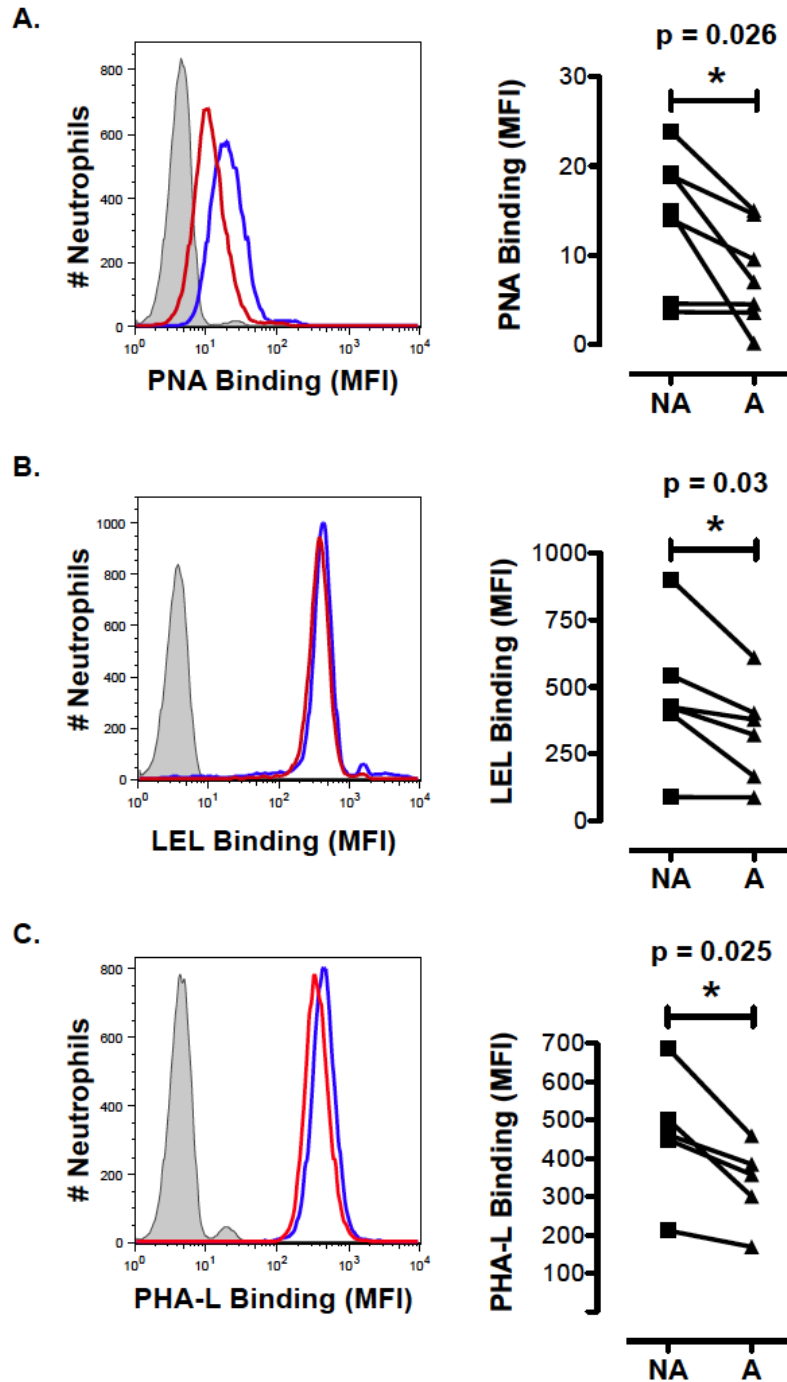 A.
800
600
400
200
0
# Neutrophils
10^0 10^1 10^2 10^3 10^4
PNA Binding (MFI)
p = 0.026
*
30
20
10
0
PNA Binding (MFI)
NA A
B.
1000
800
600
400
200
0
# Neutrophils
10^0 10^1 10^2 10^3 10^4
LEL Binding (MFI)
p = 0.03
*
1000
750
500
250
0
LEL Binding (MFI)
NA A
C.
800
600
400
200
0
# Neutrophils
10^0 10^1 10^2 10^3 10^4
PHA-L Binding (MFI)
p = 0.025
*
700
600
500
400
300
200
100
PHA-L Binding (MFI)
NA A